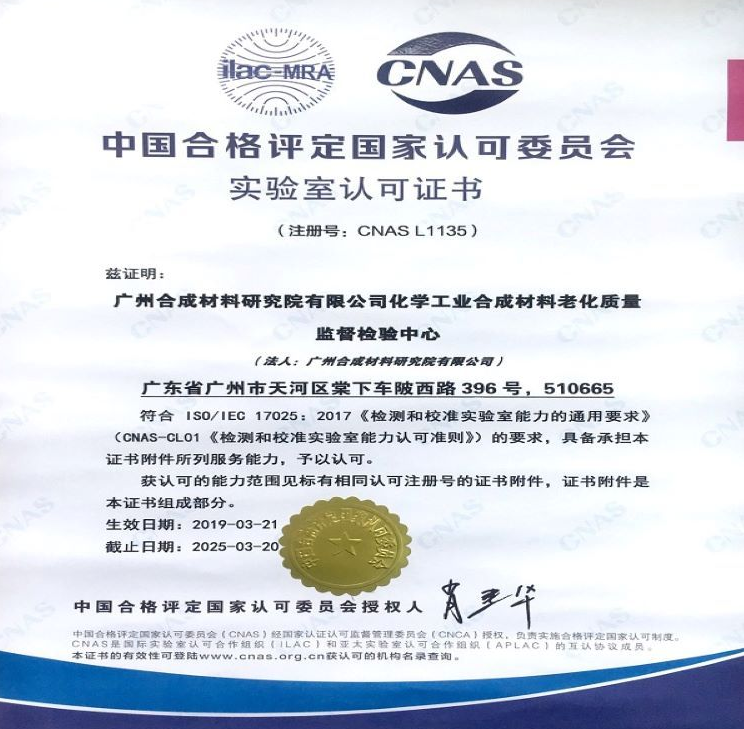 ilac-MRA
CNAS
中国合格评定国家认可委员会
实验室认可证书
（注册号：CNAS L1135）
兹证明：
广州合成材料研究院有限公司化学工业合成材料老化质量
监督检验中心
（法人：广州合成材料研究院有限公司）
广东省广州市天河区棠下车陂西路 396 号，510665
符合 ISO/IEC 17025：2017《检测和校准实验室能力的通用要求》
（CNAS-CL01《检测和校准实验室能力认可准则》）的要求，具备承担本
证书附件所列服务能力，予以认可。
获认可的能力范围见标有相同认可注册号的证书附件，证书附件是
本证书组成部分。
生效日期：2019-03-21
截止日期：2025-03-20
中国合格评定国家认可委员会授权人
中国合格评定国家认可委员会（CNAS）经国家认证认可监督管理委员会（CNCA）授权，负责实施合格评定国家认可制度。
CNAS是国际实验室认可合作组织（ILAC）和亚太实验室认可合作组织（APLAC）的互认协议成员。
本证书的有效性可登陆www.cnas.org.cn获认可的机构名录查询。